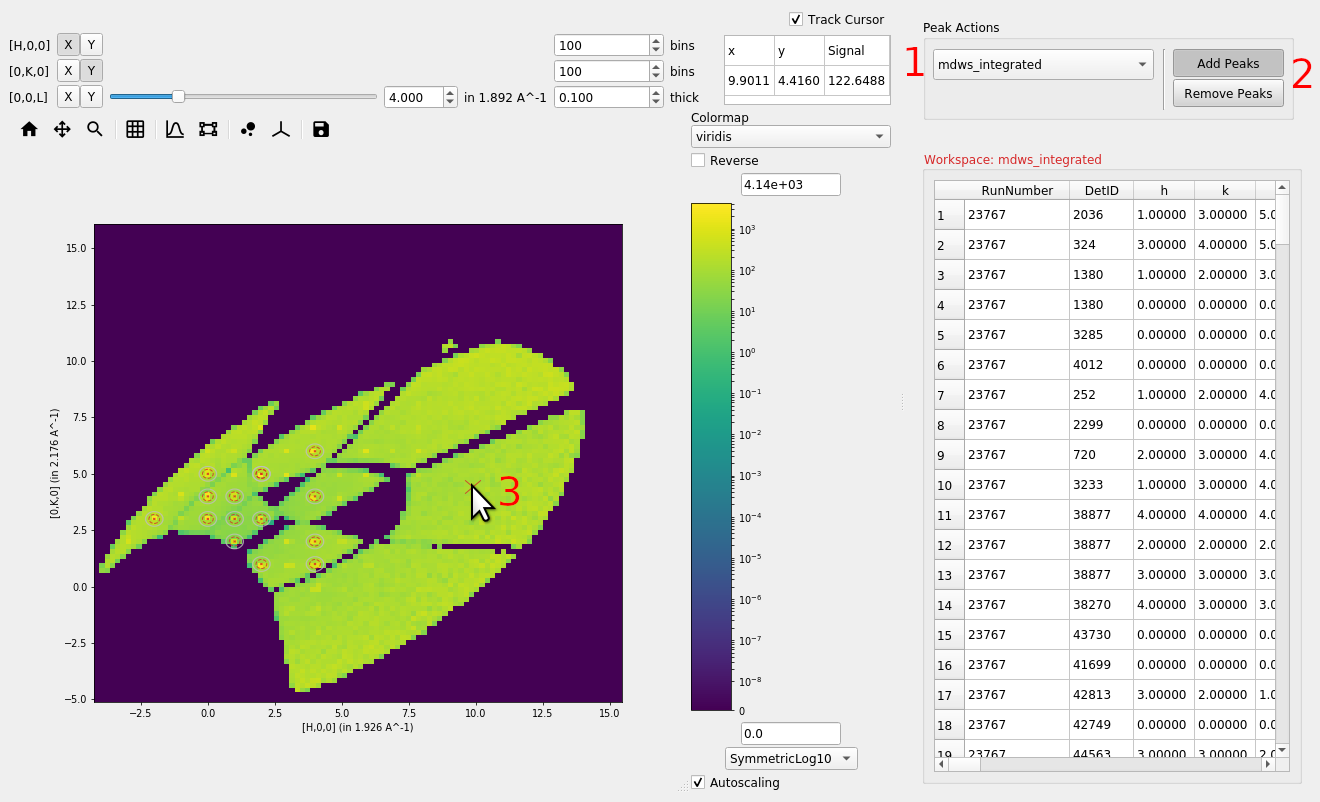 Track Cursor
Peak Actions
[H,0,0] X Y 100 bins
x y Signal
mdws_integrated
Add Peaks
1
2
[0,K,0] X Y 100 bins
9.9011 4.4160 122.6488
Remove Peaks
[0,0,L] X Y 4.000 in 1.892 A^-1 0.100 thick
Colormap
viridis
Reverse
4.14e+03
10³
10²
10¹
10⁰
10⁻¹
10⁻²
10⁻³
10⁻⁴
10⁻⁵
10⁻⁶
10⁻⁷
10⁻⁸
0
0.0
SymmetricLog10
Autoscaling
15.0
12.5
10.0
7.5
5.0
2.5
0.0
−2.5
−5.0
[0,K,0] (in 2.176 A^-1)
3
−2.5 0.0 2.5 5.0 7.5 10.0 12.5 15.0
[H,0,0] (in 1.926 A^-1)
Workspace: mdws_integrated
RunNumber DetID h k
1 23767 2036 1.00000 3.00000 5.0
2 23767 324 3.00000 4.00000 5.0
3 23767 1380 1.00000 2.00000 3.0
4 23767 1380 0.00000 0.00000 0.0
5 23767 3285 0.00000 0.00000 0.0
6 23767 4012 0.00000 0.00000 0.0
7 23767 252 1.00000 2.00000 4.0
8 23767 2299 0.00000 0.00000 0.0
9 23767 720 2.00000 3.00000 4.0
10 23767 3233 1.00000 3.00000 4.0
11 23767 38877 4.00000 4.00000 4.0
12 23767 38877 2.00000 2.00000 2.0
13 23767 38877 3.00000 3.00000 3.0
14 23767 38270 4.00000 3.00000 3.0
15 23767 43730 0.00000 0.00000 0.0
16 23767 41699 0.00000 0.00000 0.0
17 23767 42813 3.00000 2.00000 1.0
18 23767 42749 0.00000 0.00000 0.0
19 23767 44563 3.00000 3.00000 2.0